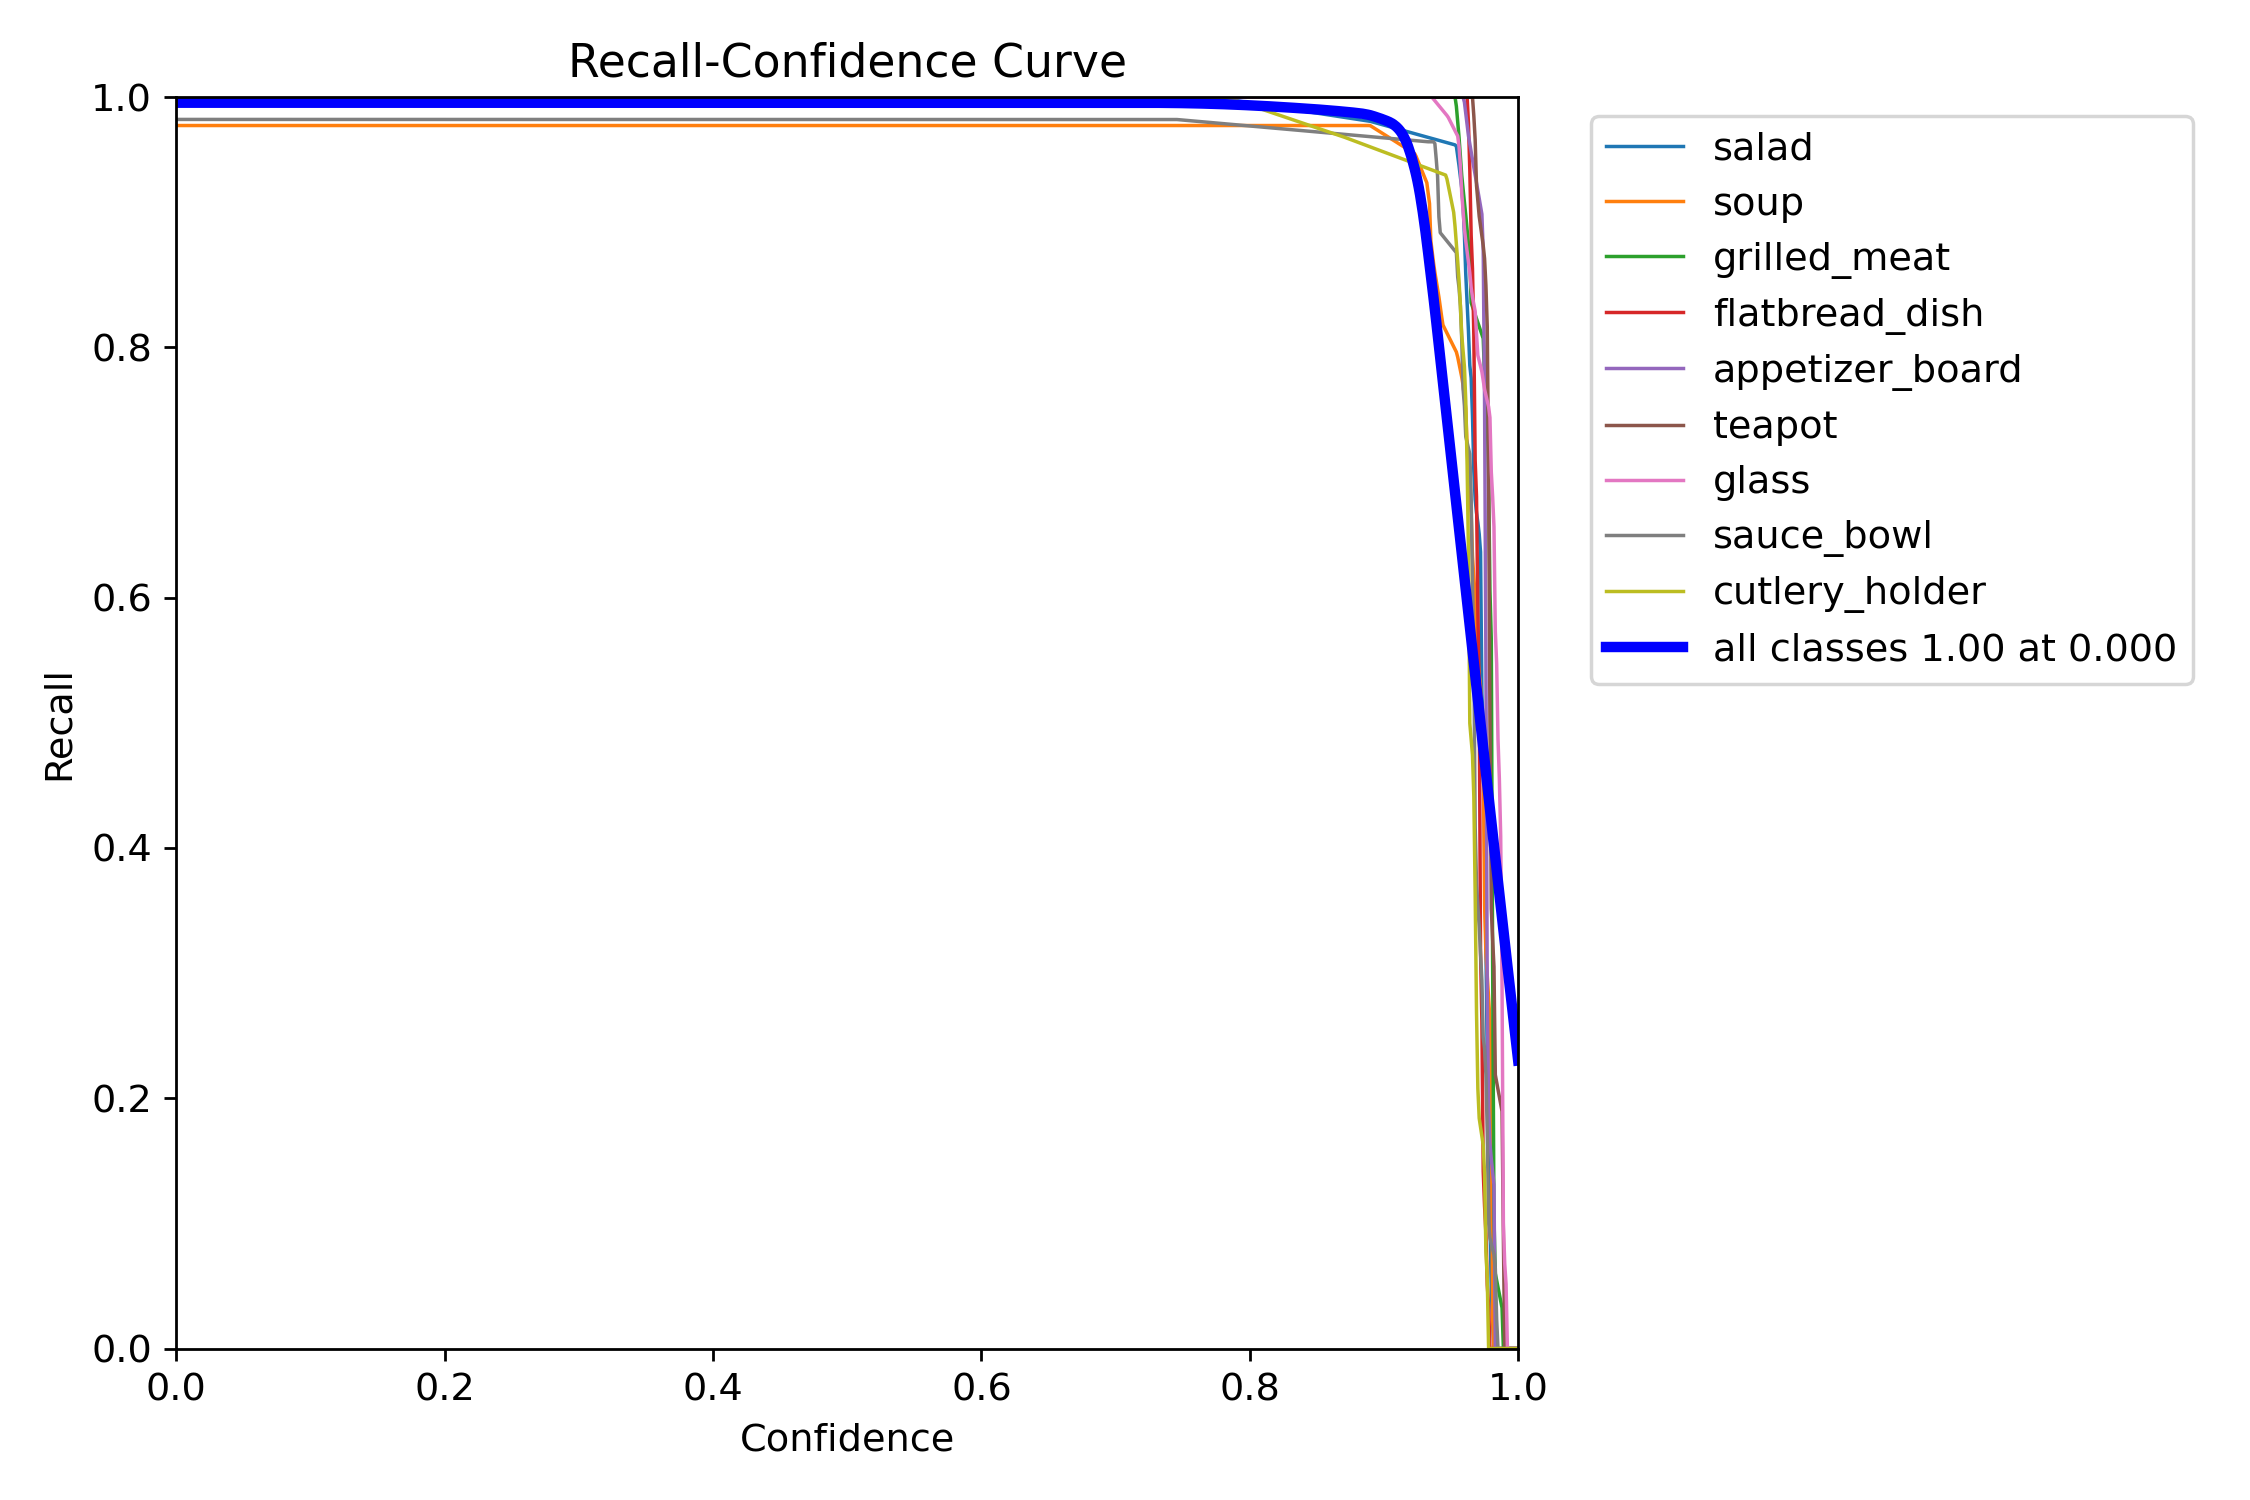 Recall-Confidence Curve
1.0
0.8
0.6
0.4
0.2
0.0
Recall
0.0 0.2 0.4 0.6 0.8 1.0
Confidence
salad
soup
grilled_meat
flatbread_dish
appetizer_board
teapot
glass
sauce_bowl
cutlery_holder
all classes 1.00 at 0.000